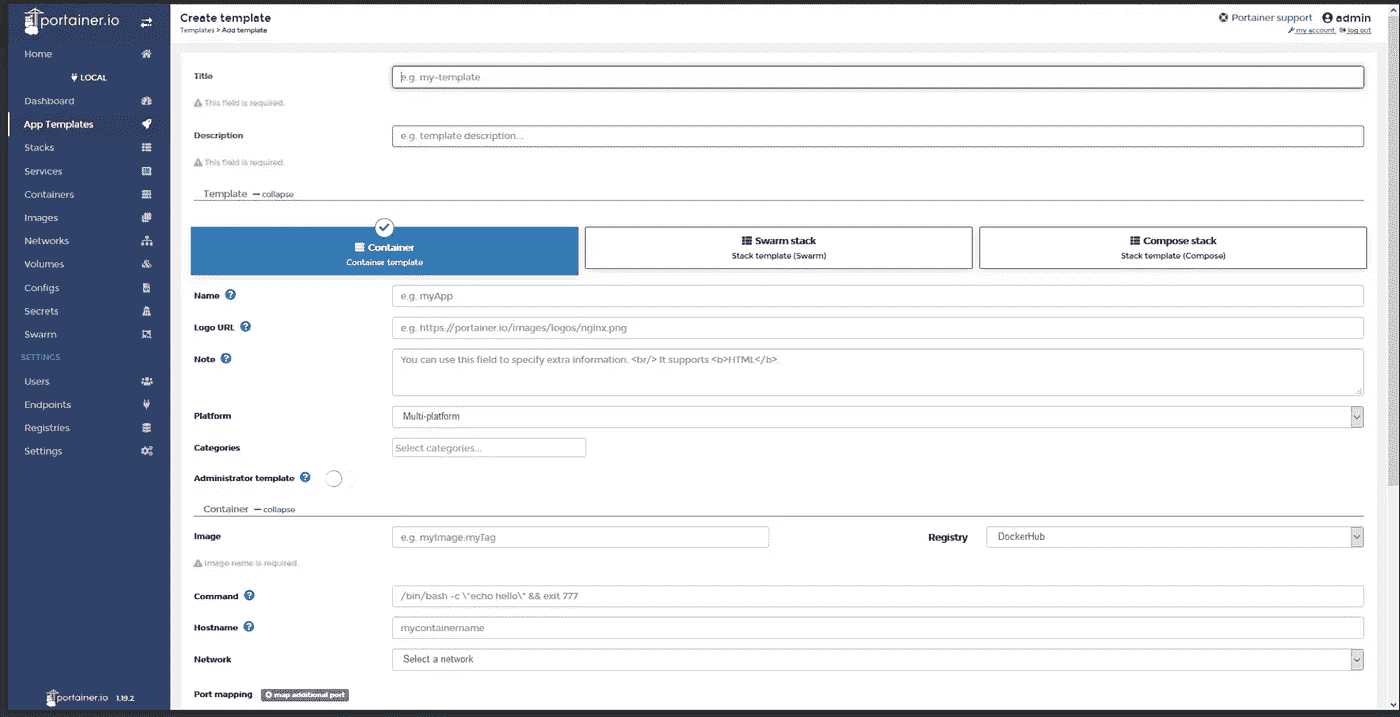 portainer.io
Home
LOCAL
Dashboard
App Templates
Stacks
Services
Containers
Images
Networks
Volumes
Configs
Secrets
Swarm
SETTINGS
Users
Endpoints
Registries
Settings
portainer.io 1.19.2
Create template
Templates > Add template
Portainer support admin
my account log out
Title e.g. my-template
This field is required.
Description e.g. template description...
This field is required.
Template collapse
Container
Container template
Swarm stack
Stack template (Swarm)
Compose stack
Stack template (Compose)
Name e.g. myApp
Logo URL e.g. https://portainer.io/images/logos/nginx.png
Note You can use this field to specify extra information. <br/> It supports <b>HTML</b>.
Platform Multi-platform
Categories Select categories...
Administrator template
Container collapse
Image e.g. myImage:myTag Registry DockerHub
Image name is required.
Command /bin/bash -c \"echo hello\" && exit 777
Hostname mycontainername
Network Select a network
Port mapping map additional port